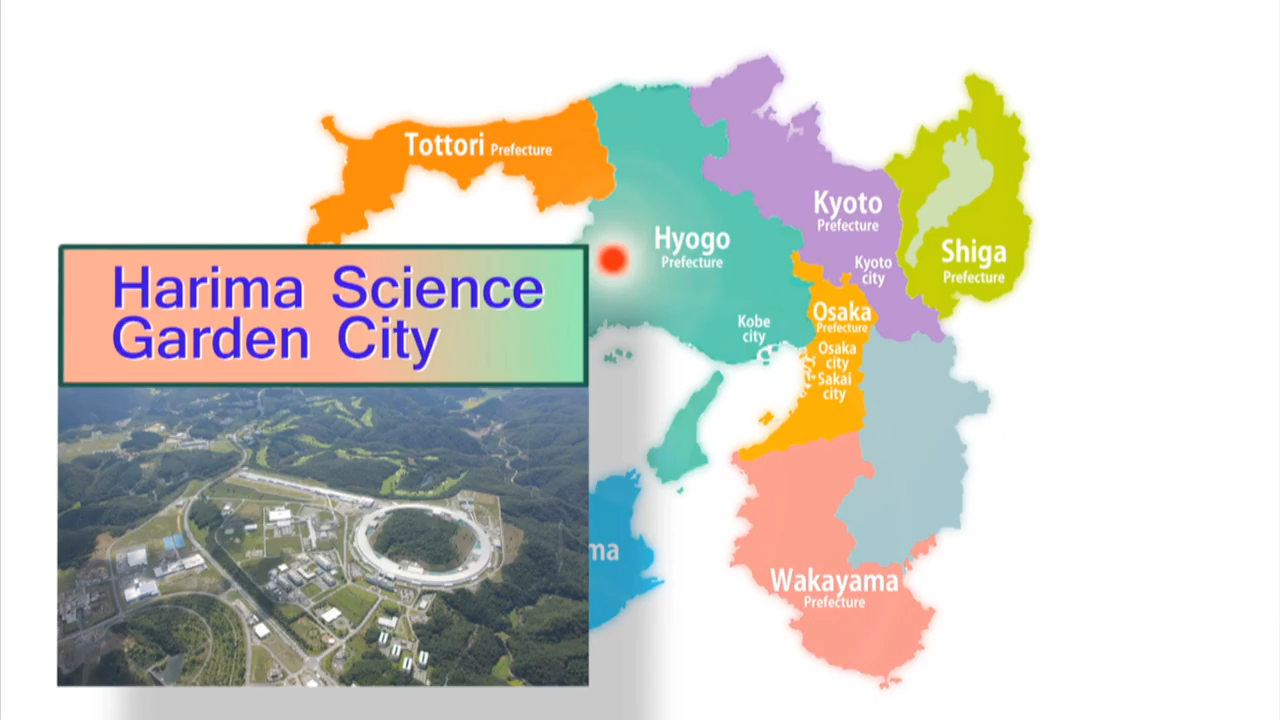 Tottori Prefecture
Kyoto
Prefecture
Hyogo
Prefecture
Shiga
Prefecture
Kyoto
city
Harima Science
Garden City
Osaka
Prefecture
Kobe
city
Osaka
city
Sakai
city
ma
Wakayama
Prefecture